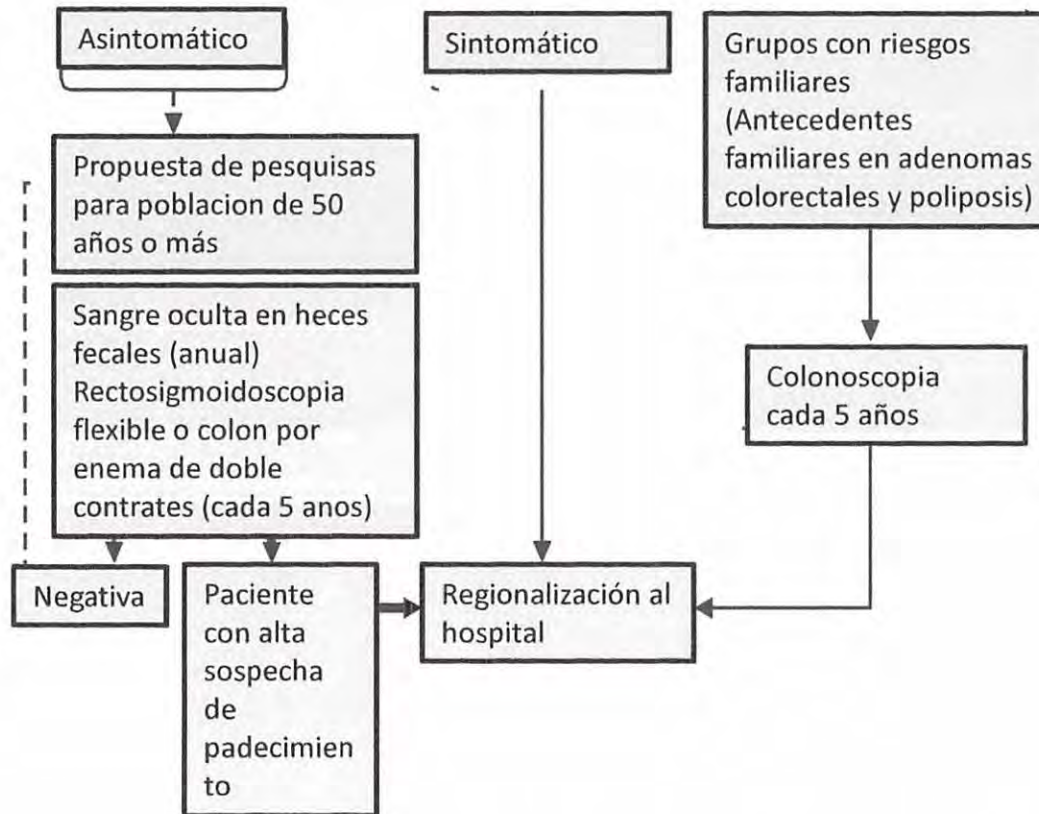 Asintomático
Sintomático
Grupos con riesgos
familiares
(Antecedentes
familiares en adenomas
colorectales y poliposis)
Propuesta de pesquisas
para poblacion de 50
años o más
Sangre oculta en heces
fecales (anual)
Rectosigmoidoscopia
flexible o colon por
enema de doble
contrates (cada 5 anos)
Colonoscopia
cada 5 años
Negativa
Paciente
con alta
sospecha
de
padecimien
to
Regionalización al
hospital